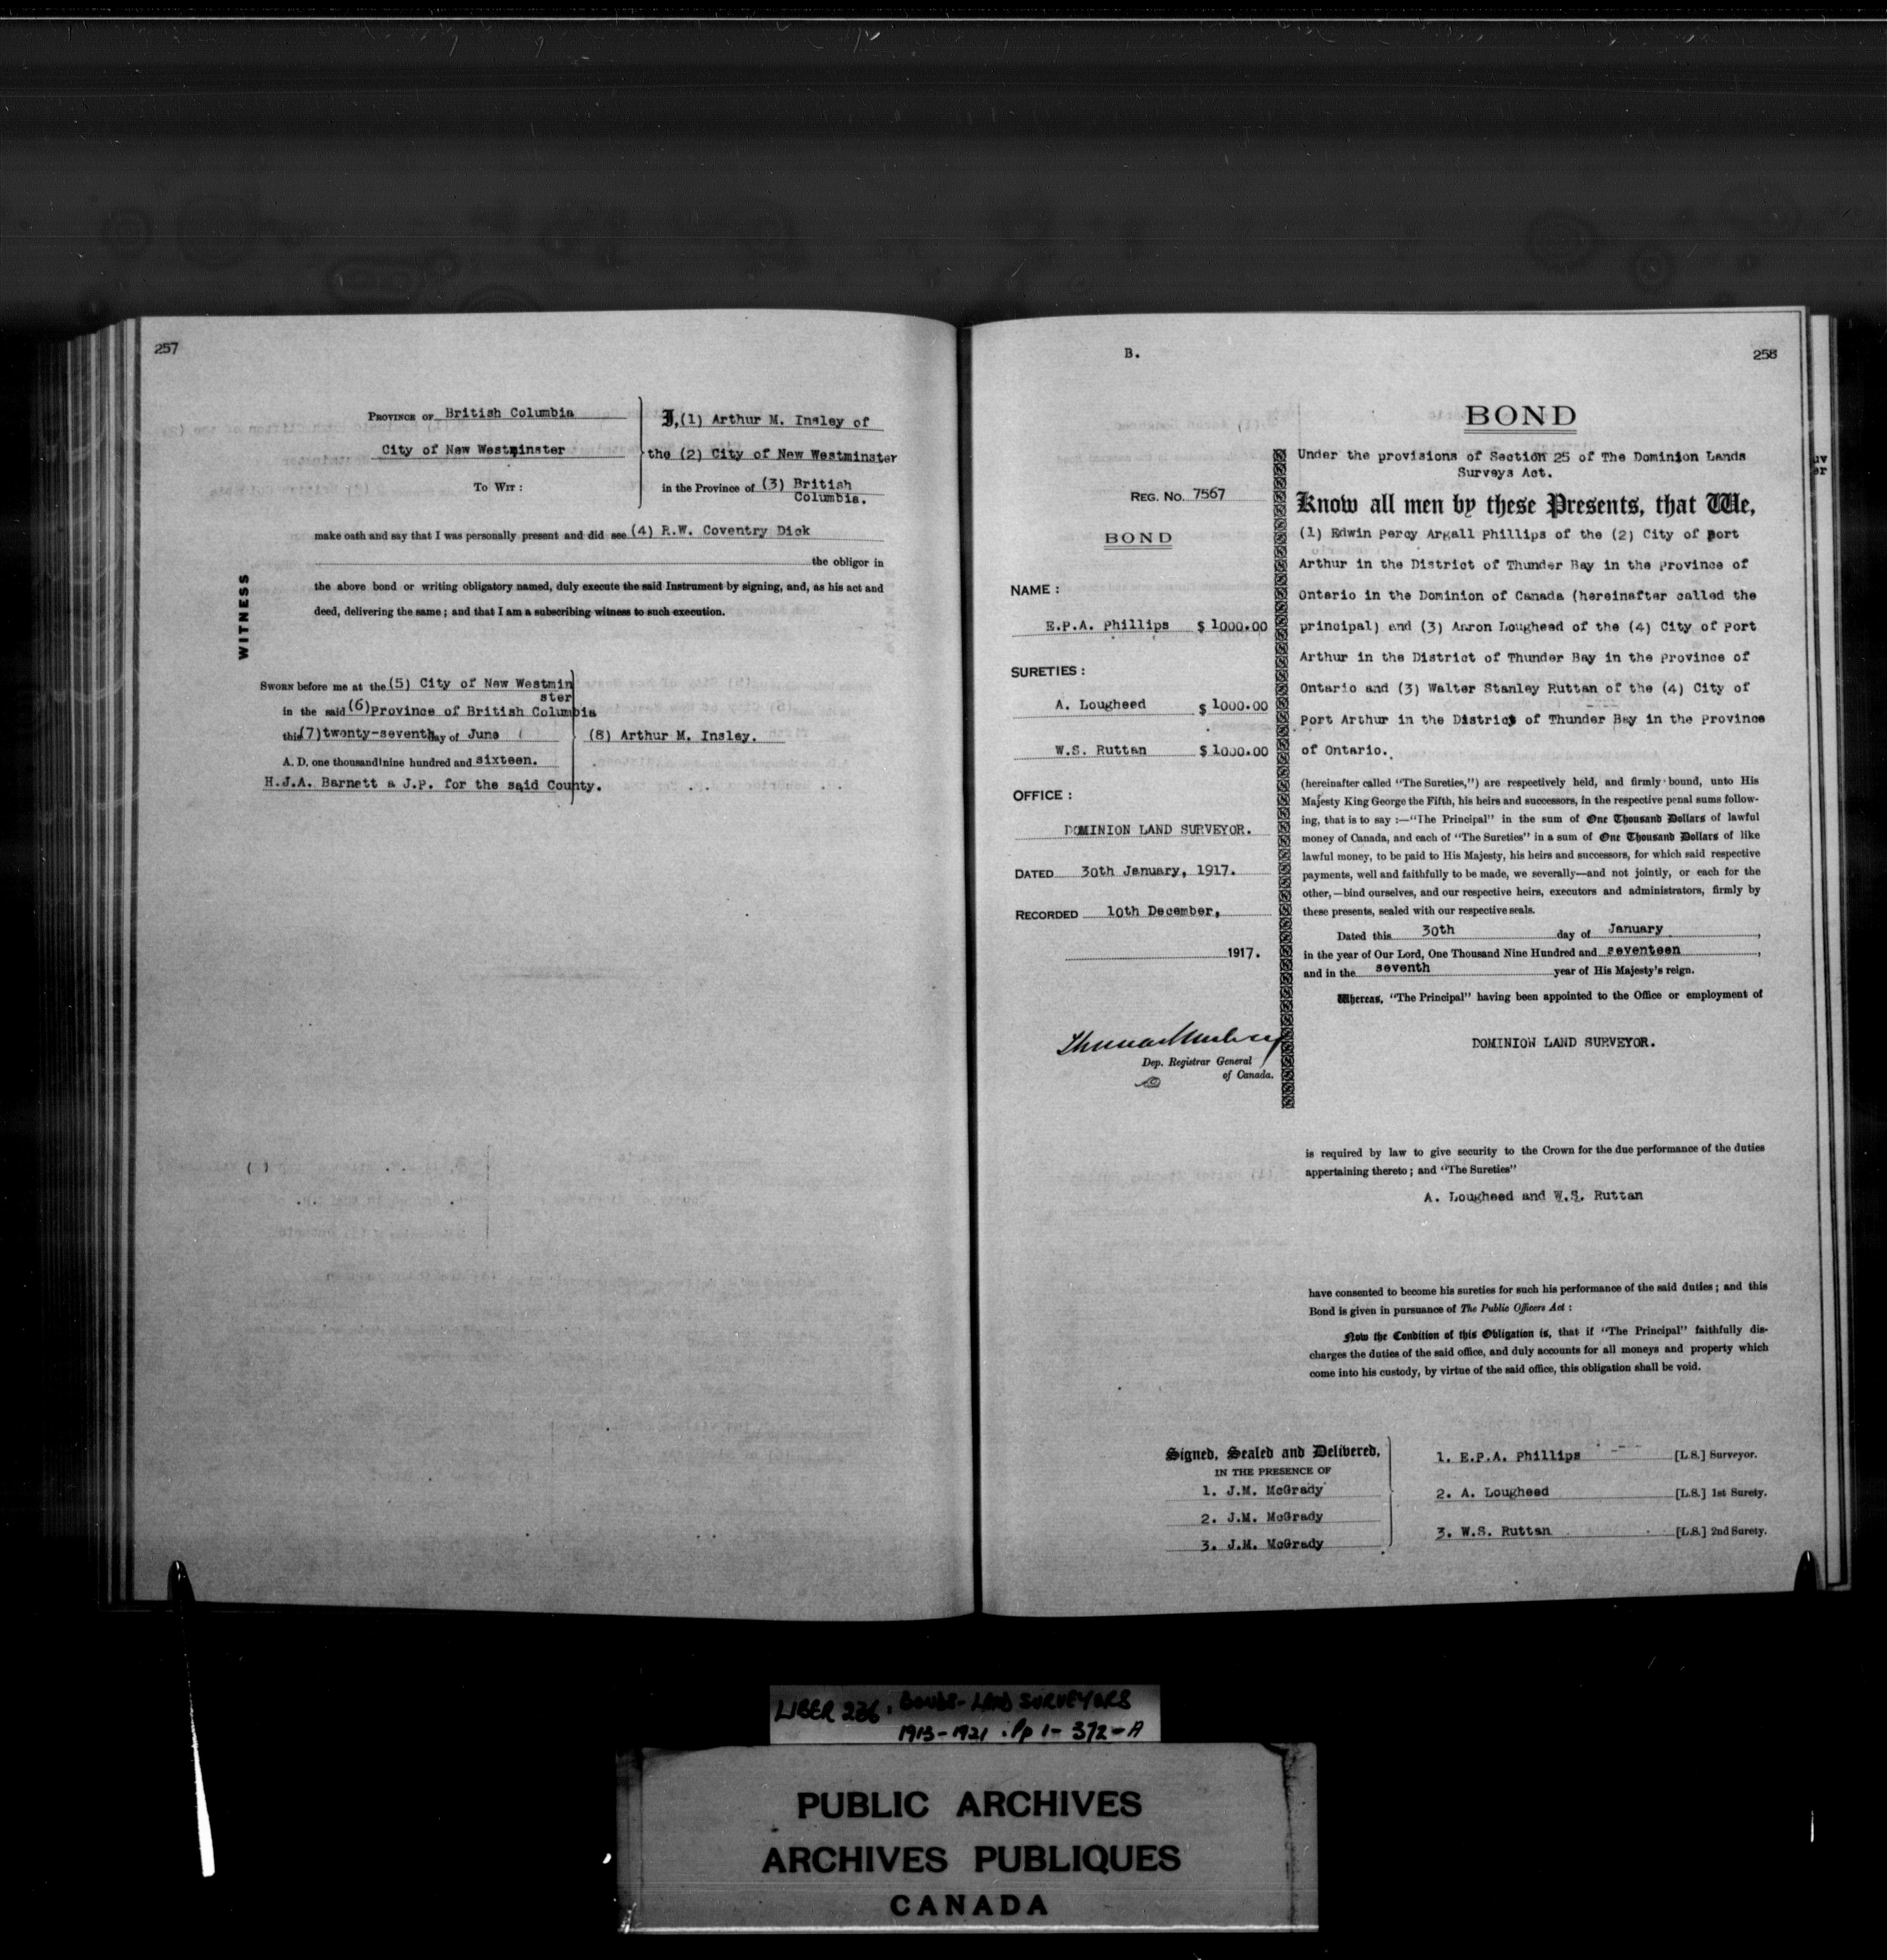 257
PROVINCE OF British Columbia
City of New Westminster
TO WIT:
I, (1) Arthur M. Insley of
the (2) City of New Westminster
in the Province of (3) British
Columbia.
make oath and say that I was personally present and did see (4) R.W. Coventry Dick
the obligor in
the above bond or writing obligatory named, duly execute the said Instrument by signing, and, as his act and
deed, delivering the same; and that I am a subscribing witness to such execution.
WITNESS
SWORN before me at the (5) City of New Westmin
ster
in the said (6) Province of British Columbia
this (7) twenty-seventh day of June
A. D. one thousand nine hundred and sixteen.
H.J.A. Barnett a J.P. for the said County.
(8) Arthur M. Insley.
B.
258
REG. NO. 7567
BOND
NAME:
E.P.A. Phillips $ 1000.00
SURETIES:
A. Lougheed $ 1000.00
W.S. Ruttan $ 1000.00
OFFICE:
DOMINION LAND SURVEYOR.
DATED 30th January, 1917.
RECORDED 10th December,
1917.
Dep. Registrar General
of Canada.
BOND
Under the provisions of Section 25 of The Dominion Lands
Surveys Act.
Know all men by these Presents, that We,
(1) Edwin Percy Argall Phillips of the (2) City of Port
Arthur in the District of Thunder Bay in the Province of
Ontario in the Dominion of Canada (hereinafter called the
principal) and (3) Aaron Lougheed of the (4) City of Port
Arthur in the District of Thunder Bay in the Province of
Ontario and (3) Walter Stanley Ruttan of the (4) City of
Port Arthur in the District of Thunder Bay in the Province
of Ontario.
(hereinafter called "The Sureties,") are respectively held, and firmly bound, unto His
Majesty King George the Fifth, his heirs and successors, in the respective penal sums follow-
ing, that is to say:—"The Principal" in the sum of One Thousand Dollars of lawful
money of Canada, and each of "The Sureties" in a sum of One Thousand Dollars of like
lawful money, to be paid to His Majesty, his heirs and successors, for which said respective
payments, well and faithfully to be made, we severally—and not jointly, or each for the
other,—bind ourselves, and our respective heirs, executors and administrators, firmly by
these presents, sealed with our respective seals.
Dated this 30th day of January,
in the year of Our Lord, One Thousand Nine Hundred and seventeen,
and in the seventh year of His Majesty's reign.
Whereas, "The Principal" having been appointed to the Office or employment of
DOMINION LAND SURVEYOR.
is required by law to give security to the Crown for the due performance of the duties
appertaining thereto; and "The Sureties"
A. Lougheed and W.S. Ruttan
have consented to become his sureties for such his performance of the said duties; and this
Bond is given in pursuance of The Public Officers Act:
Now the Condition of this Obligation is, that if "The Principal" faithfully dis-
charges the duties of the said office, and duly accounts for all moneys and property which
come into his custody, by virtue of the said office, this obligation shall be void.
Signed, Sealed and Delivered,
IN THE PRESENCE OF
1. J.M. McGrady
2. J.M. McGrady
3. J.M. McGrady
1. E.P.A. Phillips [L.S.] Surveyor.
2. A. Lougheed [L.S.] 1st Surety.
3. W.S. Ruttan [L.S.] 2nd Surety.
LIBER 236, BONDS-LAND SURVEYORS
1913-1921 : Pp 1-372-A
PUBLIC ARCHIVES
ARCHIVES PUBLIQUES
CANADA